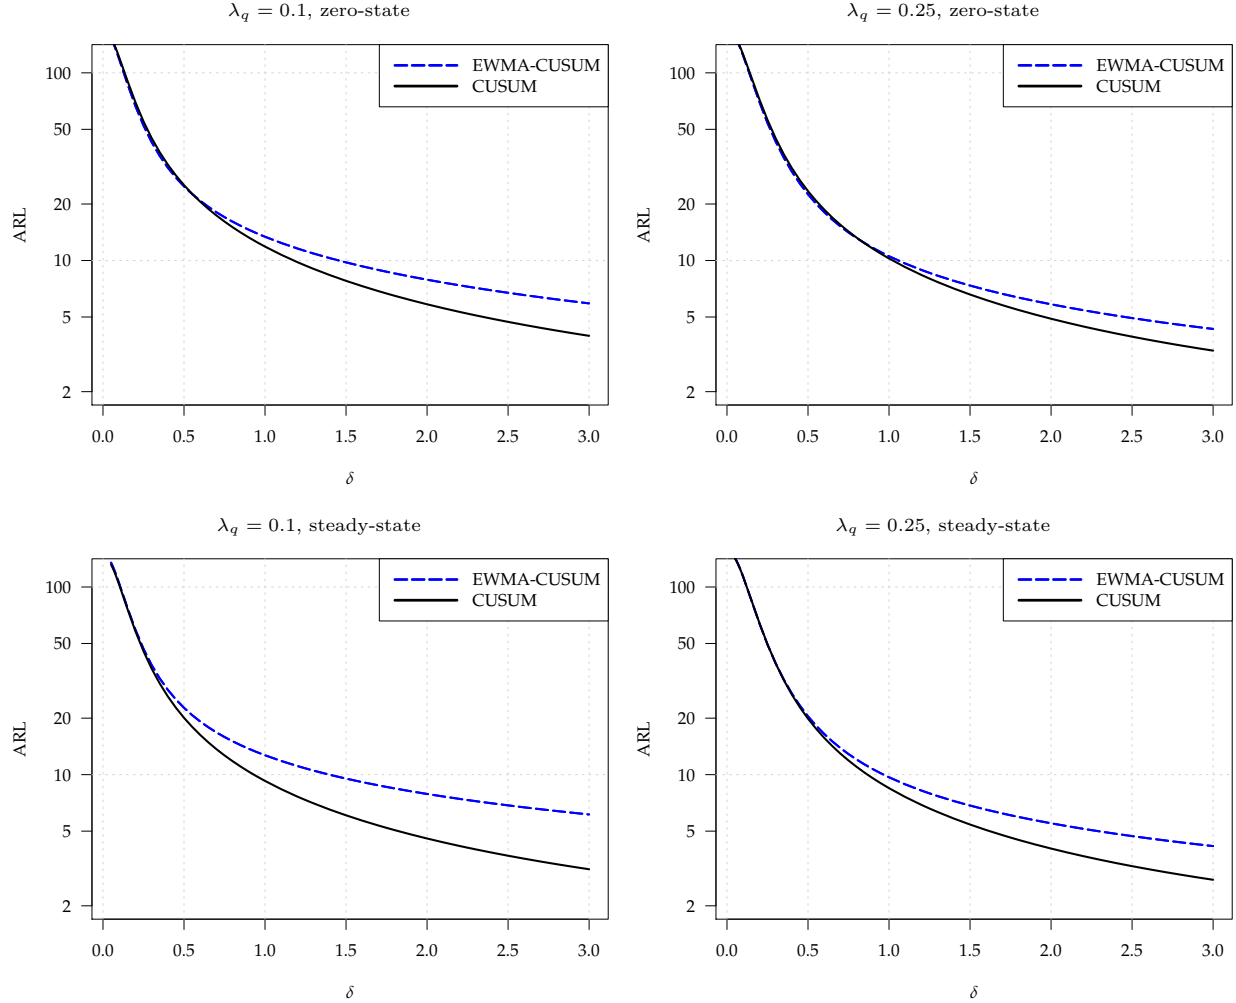 λq = 0.1, zero-state
ARL
100
50
20
10
5
2
EWMA-CUSUM
CUSUM
0.0 0.5 1.0 1.5 2.0 2.5 3.0
δ
λq = 0.25, zero-state
ARL
100
50
20
10
5
2
EWMA-CUSUM
CUSUM
0.0 0.5 1.0 1.5 2.0 2.5 3.0
δ
λq = 0.1, steady-state
ARL
100
50
20
10
5
2
EWMA-CUSUM
CUSUM
0.0 0.5 1.0 1.5 2.0 2.5 3.0
δ
λq = 0.25, steady-state
ARL
100
50
20
10
5
2
EWMA-CUSUM
CUSUM
0.0 0.5 1.0 1.5 2.0 2.5 3.0
δ